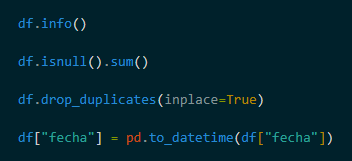 df.info()
df.isnull().sum()
df.drop_duplicates(inplace=True)
df["fecha"] = pd.to_datetime(df["fecha"])